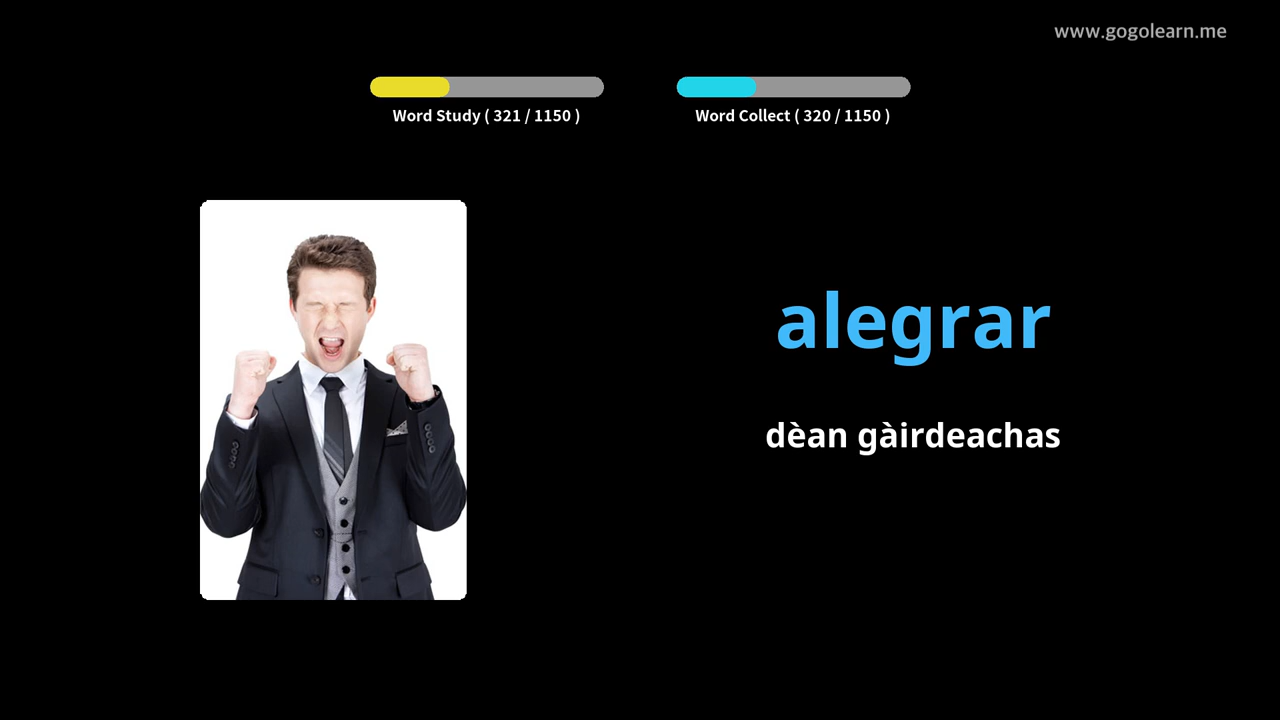 www.gogolearn.me
Word Study ( 321 / 1150 )
Word Collect ( 320 / 1150 )
alegrar
dèan gàirdeachas